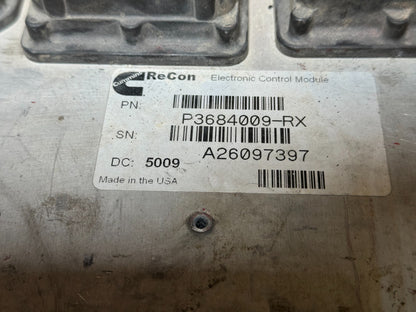 Cummins ReCon Electronic Control Module
PN: P3684009-RX
SN: A26097397
DC: 5009
Made in the USA